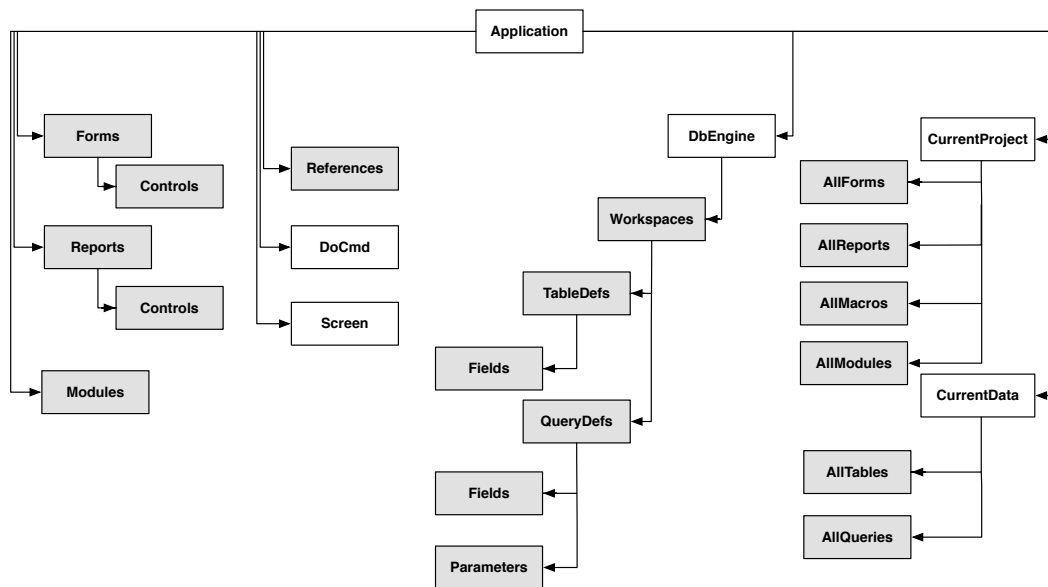 Application
Forms
Controls
Reports
Controls
Modules
References
DoCmd
Screen
DbEngine
Workspaces
TableDefs
Fields
QueryDefs
Fields
Parameters
CurrentProject
AllForms
AllReports
AllMacros
AllModules
CurrentData
AllTables
AllQueries